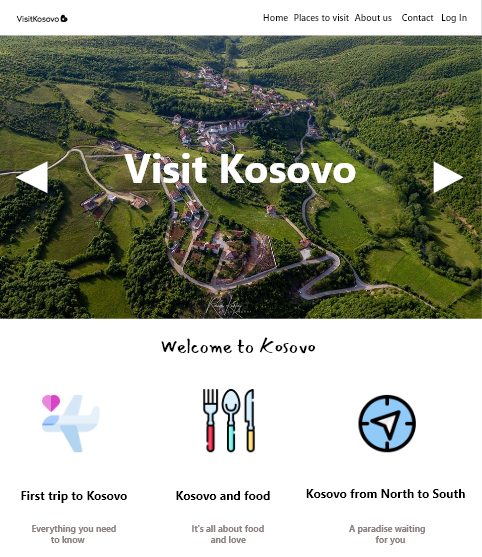 VisitKosovo
Home Places to visit About us Contact Log In
Visit Kosovo
Welcome to Kosovo
First trip to Kosovo
Kosovo and food
Kosovo from North to South
Everything you need
to know
It's all about food
and love
A paradise waiting
for you